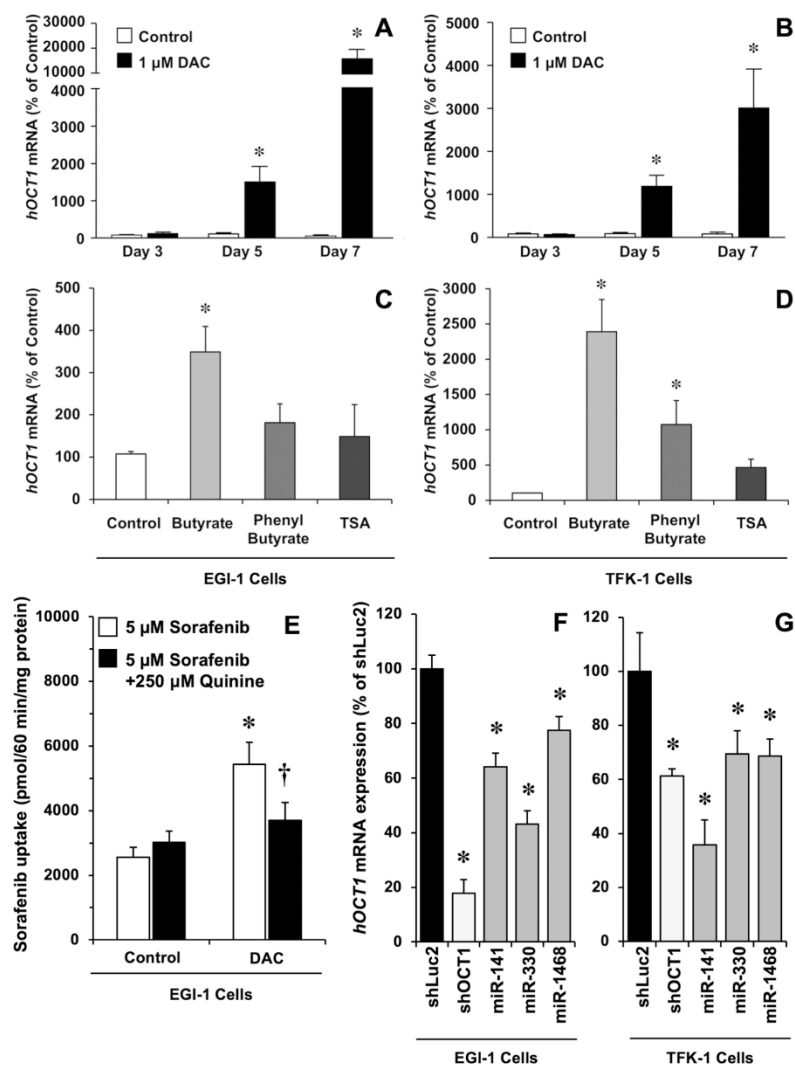 A
hOCT1 mRNA (% of Control)
30000
20000
10000
4000
3000
2000
1000
0
Control
1 µM DAC
*
*
Day 3 Day 5 Day 7
B
hOCT1 mRNA (% of Control)
5000
4000
3000
2000
1000
0
Control
1 µM DAC
*
*
Day 3 Day 5 Day 7
C
hOCT1 mRNA (% of Control)
500
400
300
200
100
0
*
Control Butyrate Phenyl Butyrate TSA
EGI-1 Cells
D
hOCT1 mRNA (% of Control)
3000
2500
2000
1500
1000
500
0
*
*
Control Butyrate Phenyl Butyrate TSA
TFK-1 Cells
E
Sorafenib uptake (pmol/60 min/mg protein)
10000
8000
6000
4000
2000
0
5 µM Sorafenib
5 µM Sorafenib
+250 µM Quinine
*
†
Control DAC
EGI-1 Cells
F
hOCT1 mRNA expression (% of shLuc2)
120
100
80
60
40
20
0
*
*
*
*
shLuc2 shOCT1 miR-141 miR-330 miR-1468
EGI-1 Cells
G
120
100
80
60
40
20
0
*
*
*
*
shLuc2 shOCT1 miR-141 miR-330 miR-1468
TFK-1 Cells